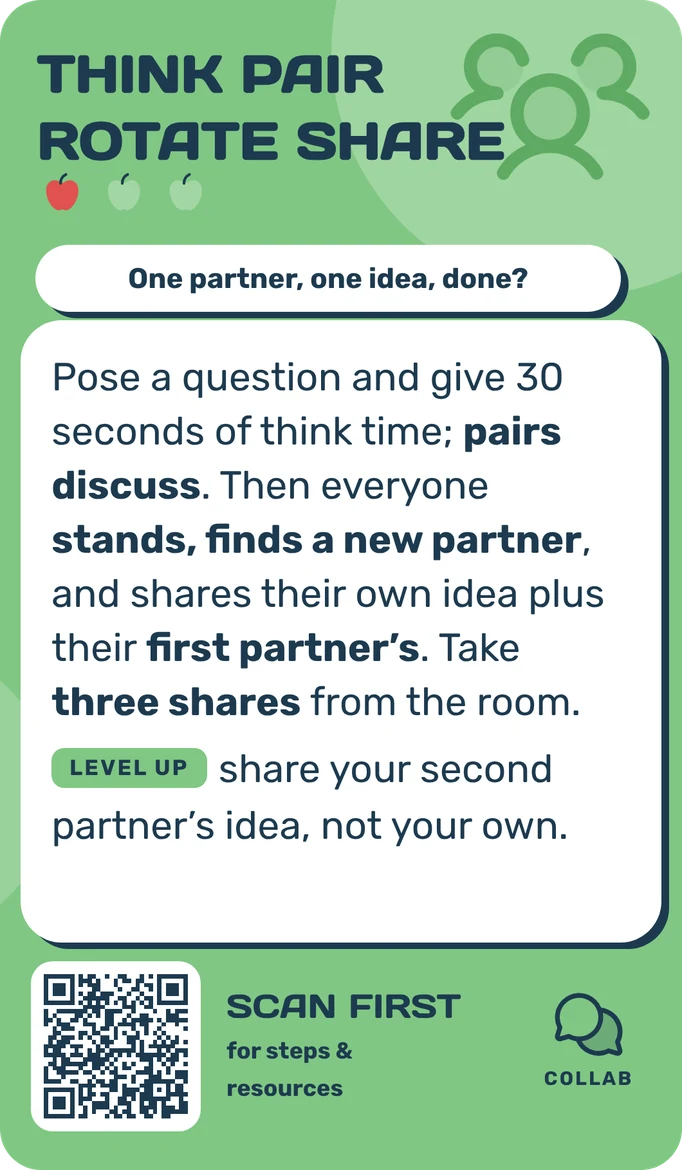 THINK PAIR
ROTATE SHARE
One partner, one idea, done?
Pose a question and give 30
seconds of think time; pairs
discuss. Then everyone
stands, finds a new partner,
and shares their own idea plus
their first partner’s. Take
three shares from the room.
LEVEL UP share your second
partner’s idea, not your own.
SCAN FIRST
for steps &
resources
COLLAB